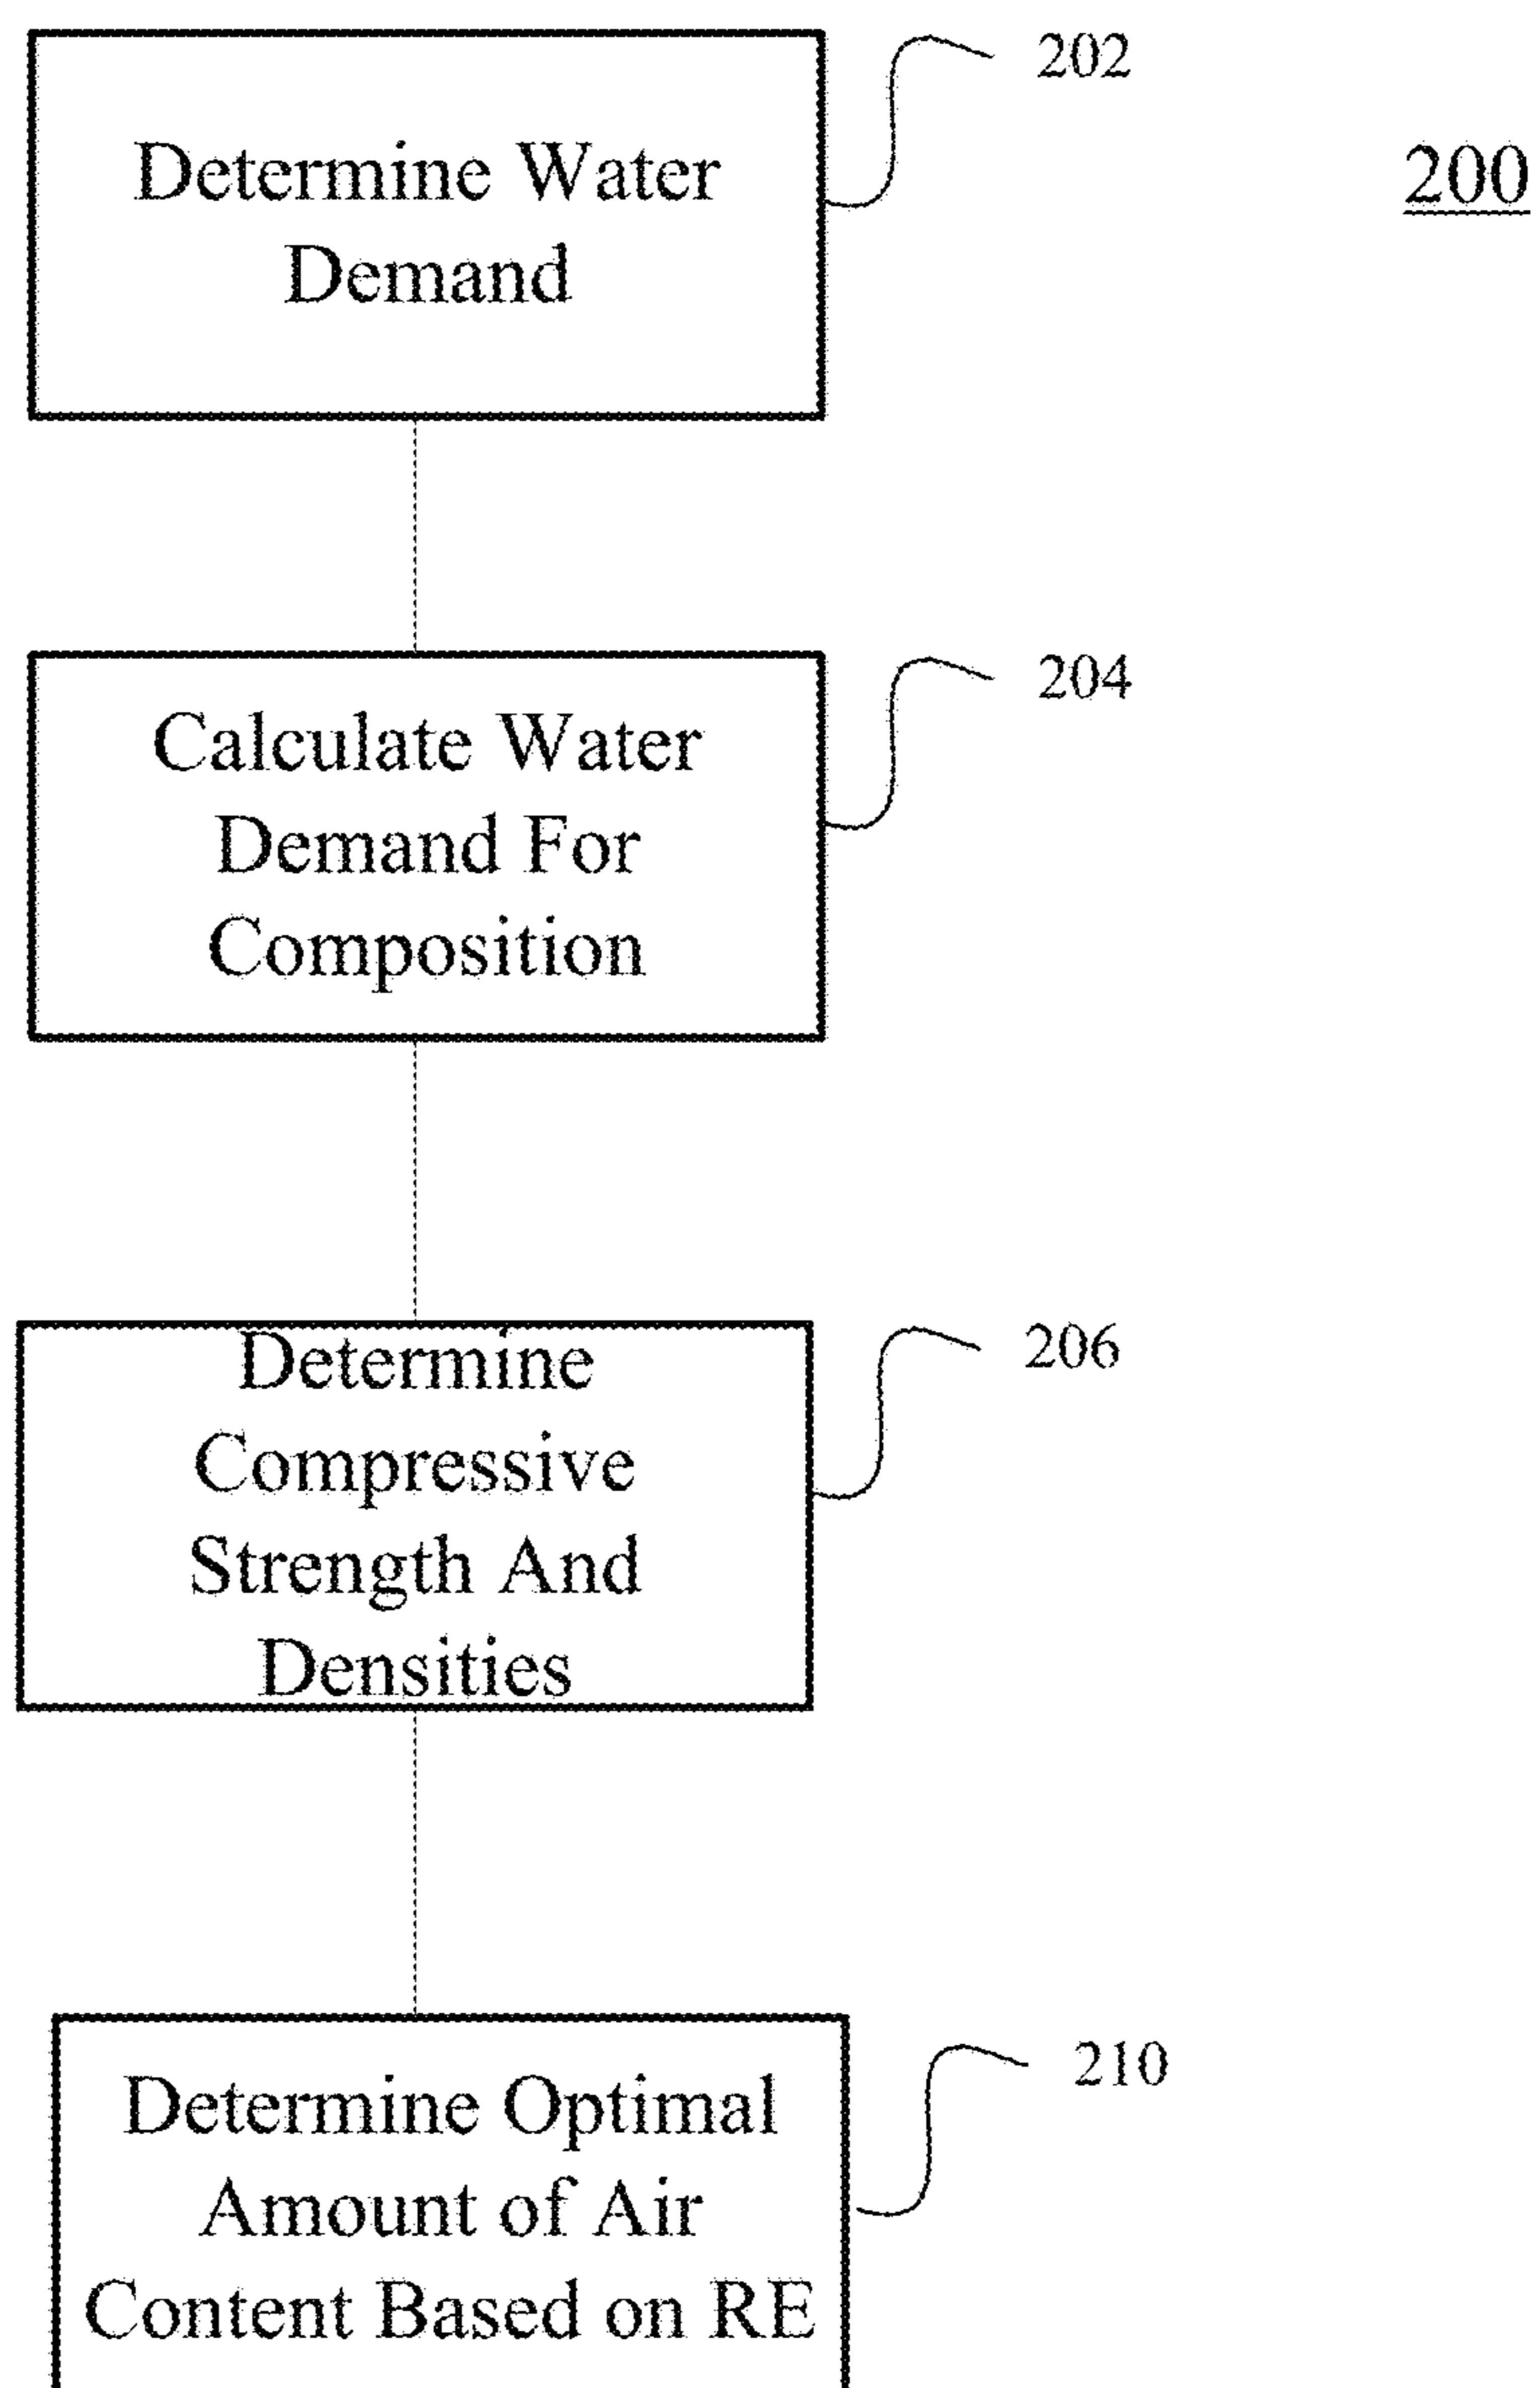 202
200
Determine Water
Demand
204
Calculate Water
Demand For
Composition
206
Determine
Compressive
Strength And
Densities
210
Determine Optimal
Amount of Air
Content Based on RE